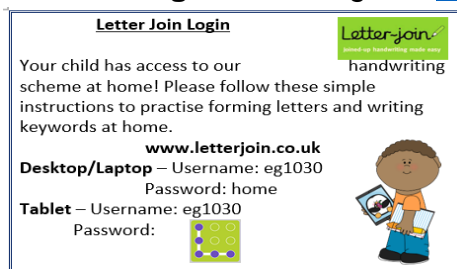 Letter Join Login
Letter-join
joined-up handwriting made easy
Your child has access to our handwriting
scheme at home! Please follow these simple
instructions to practise forming letters and writing
keywords at home.
www.letterjoin.co.uk
Desktop/Laptop – Username: eg1030
Password: home
Tablet – Username: eg1030
Password: